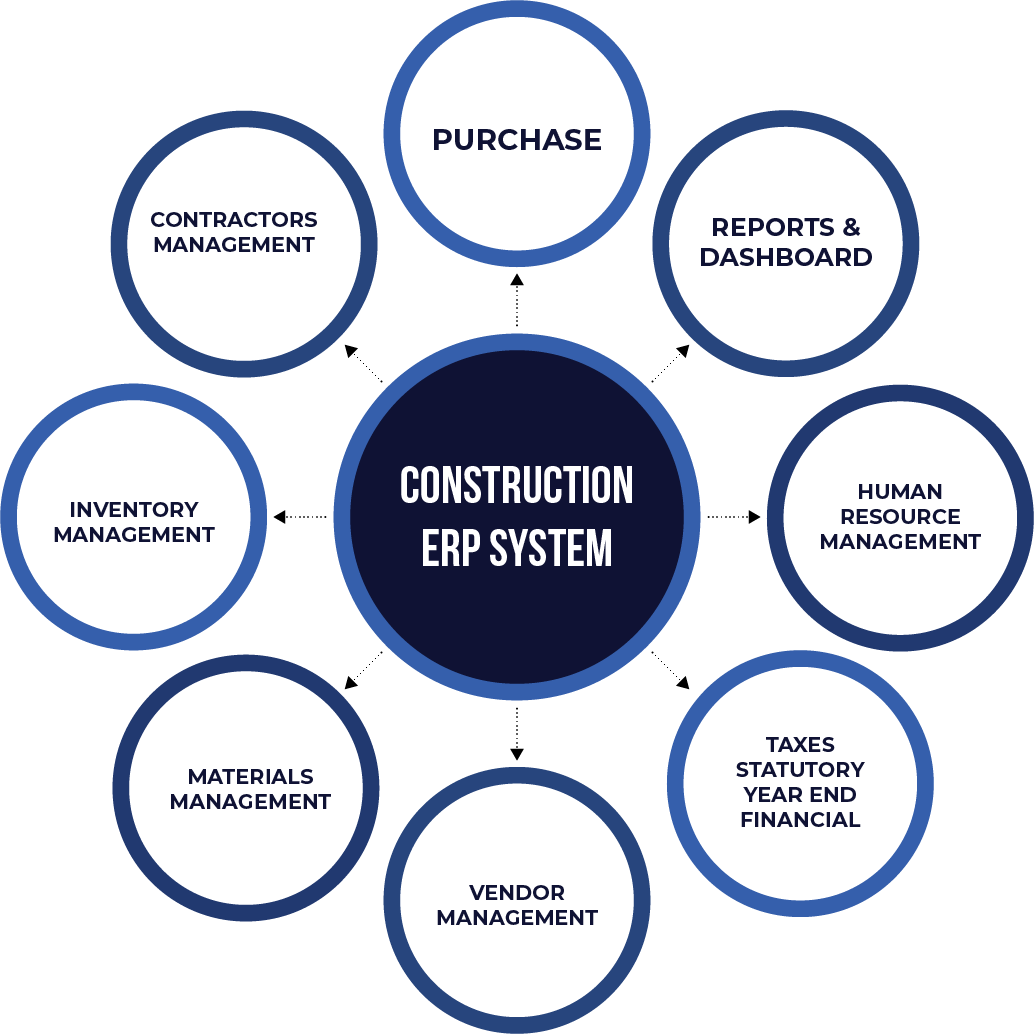 PURCHASE
CONTRACTORS
MANAGEMENT
REPORTS &
DASHBOARD
CONSTRUCTION
ERP SYSTEM
INVENTORY
MANAGEMENT
HUMAN
RESOURCE
MANAGEMENT
MATERIALS
MANAGEMENT
TAXES
STATUTORY
YEAR END
FINANCIAL
VENDOR
MANAGEMENT